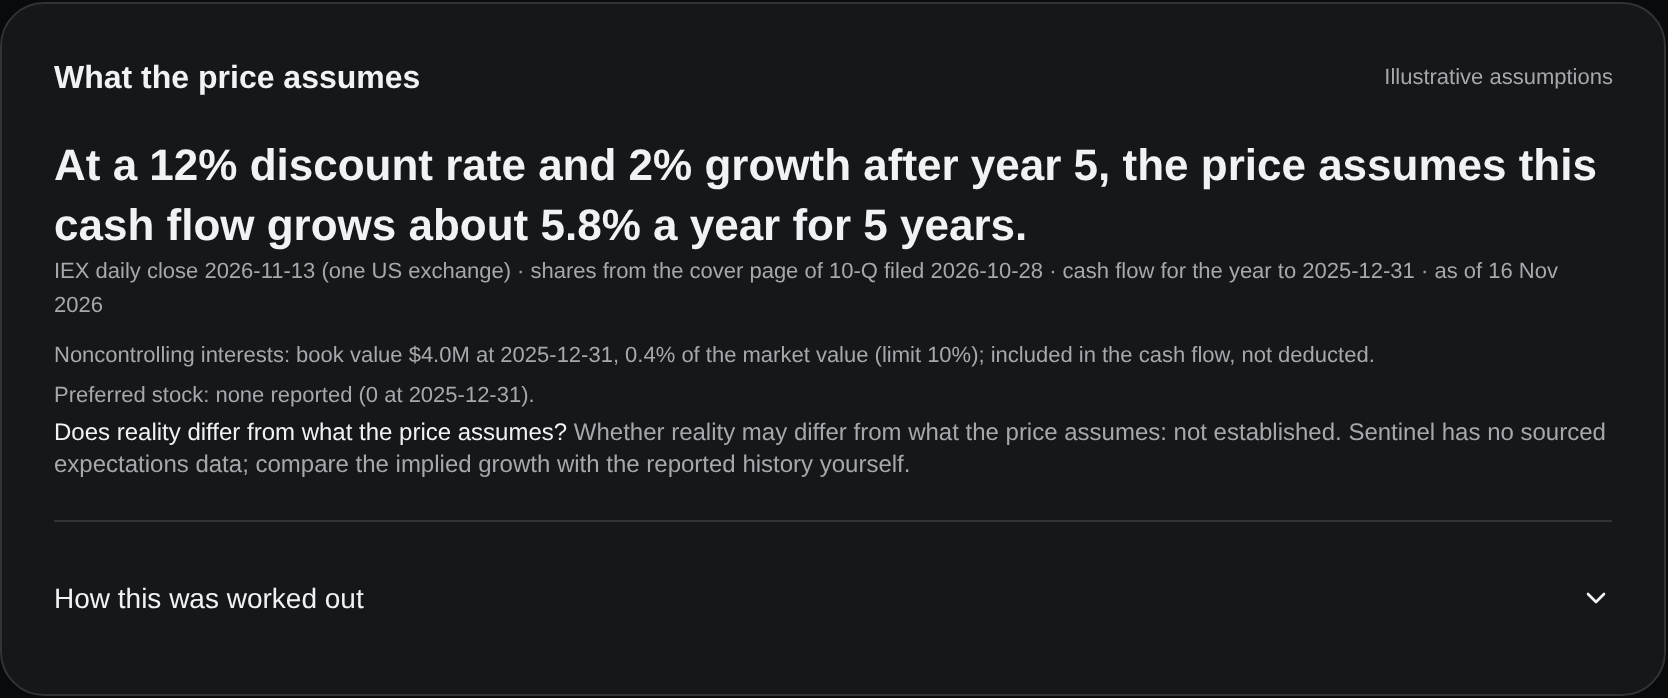 What the price assumes
Illustrative assumptions
At a 12% discount rate and 2% growth after year 5, the price assumes this
cash flow grows about 5.8% a year for 5 years.
IEX daily close 2026-11-13 (one US exchange) · shares from the cover page of 10-Q filed 2026-10-28 · cash flow for the year to 2025-12-31 · as of 16 Nov
2026
Noncontrolling interests: book value $4.0M at 2025-12-31, 0.4% of the market value (limit 10%); included in the cash flow, not deducted.
Preferred stock: none reported (0 at 2025-12-31).
Does reality differ from what the price assumes? Whether reality may differ from what the price assumes: not established. Sentinel has no sourced
expectations data; compare the implied growth with the reported history yourself.
How this was worked out